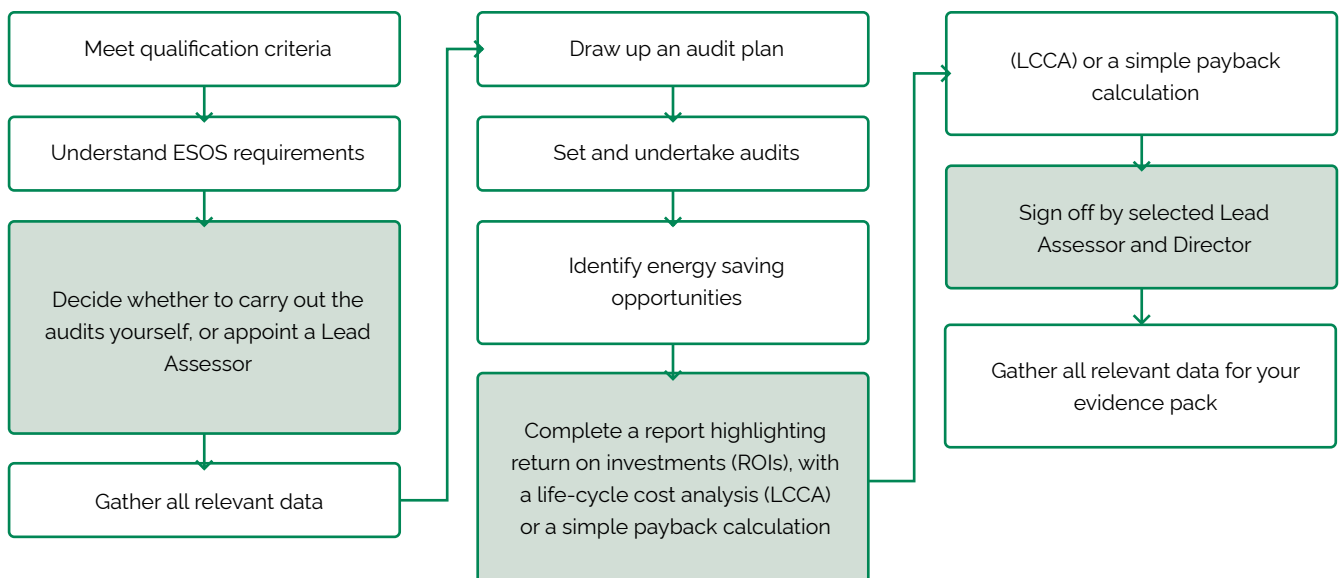 Meet qualification criteria
Understand ESOS requirements
Decide whether to carry out the
audits yourself, or appoint a Lead
Assessor
Gather all relevant data
Draw up an audit plan
Set and undertake audits
Identify energy saving
opportunities
Complete a report highlighting
return on investments (ROIs), with
a life-cycle cost analysis (LCCA)
or a simple payback calculation
(LCCA) or a simple payback
calculation
Sign off by selected Lead
Assessor and Director
Gather all relevant data for your
evidence pack